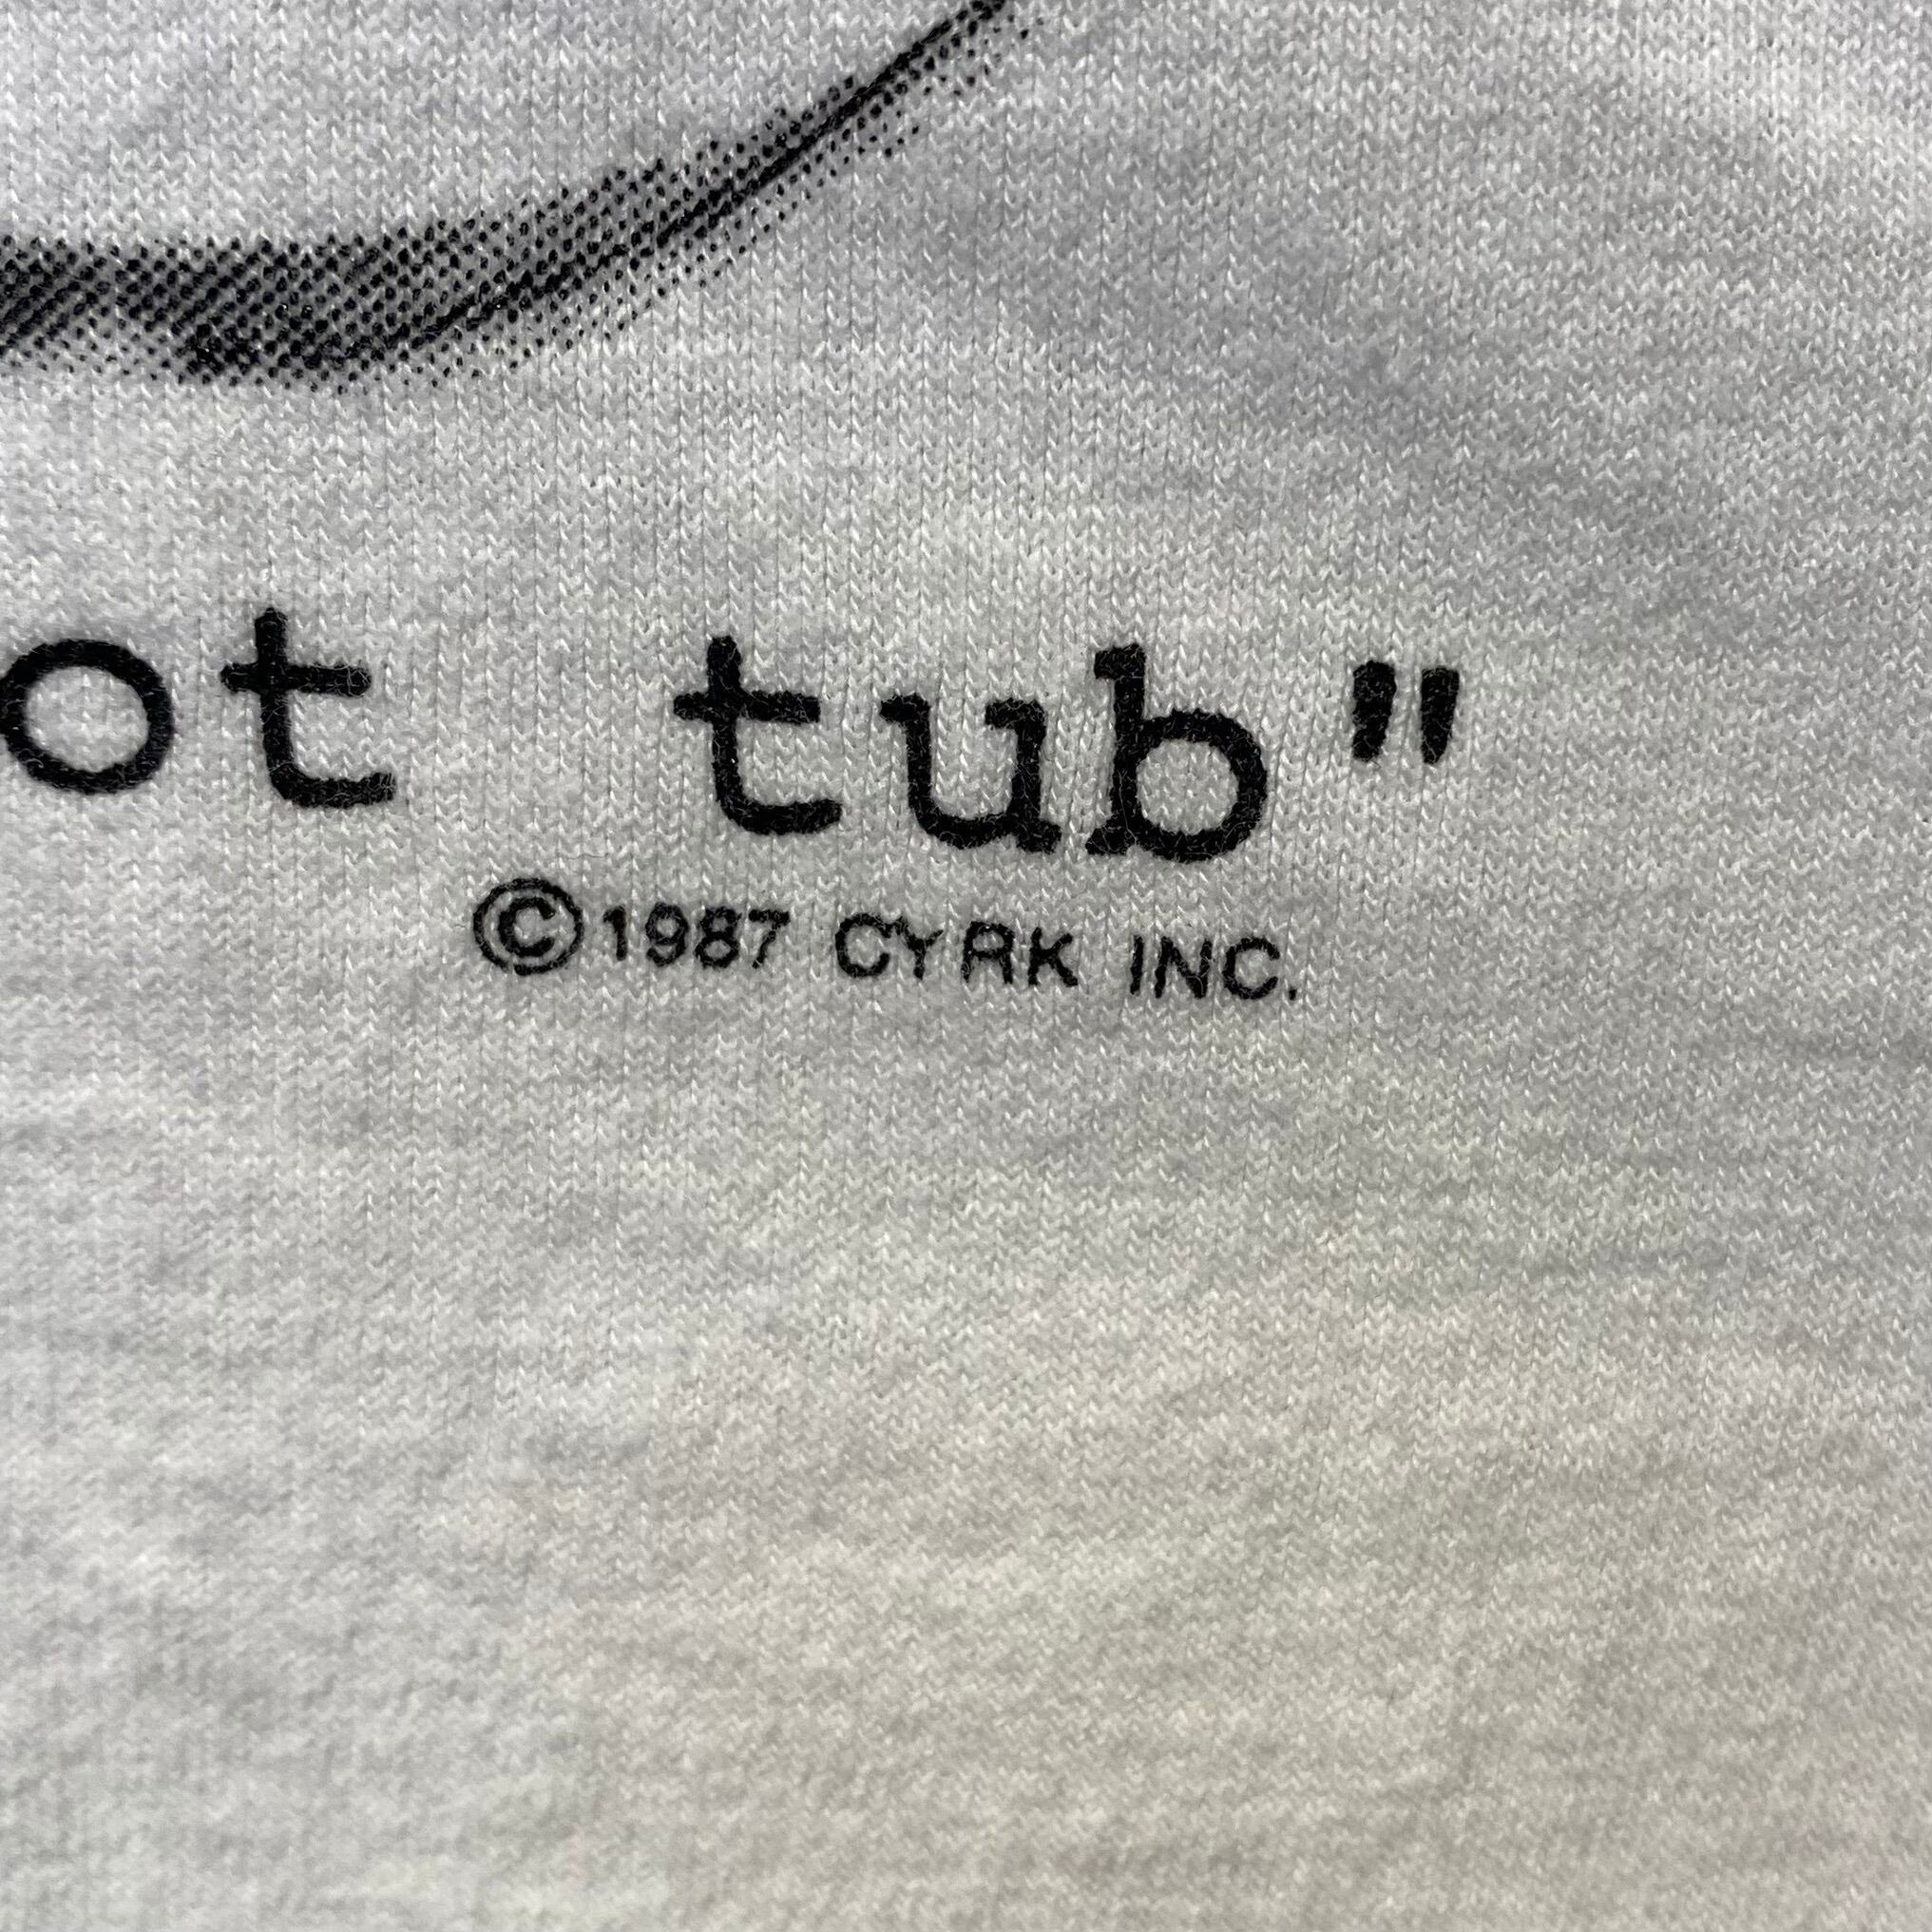 ot tub"
©1987 CYRK INC.